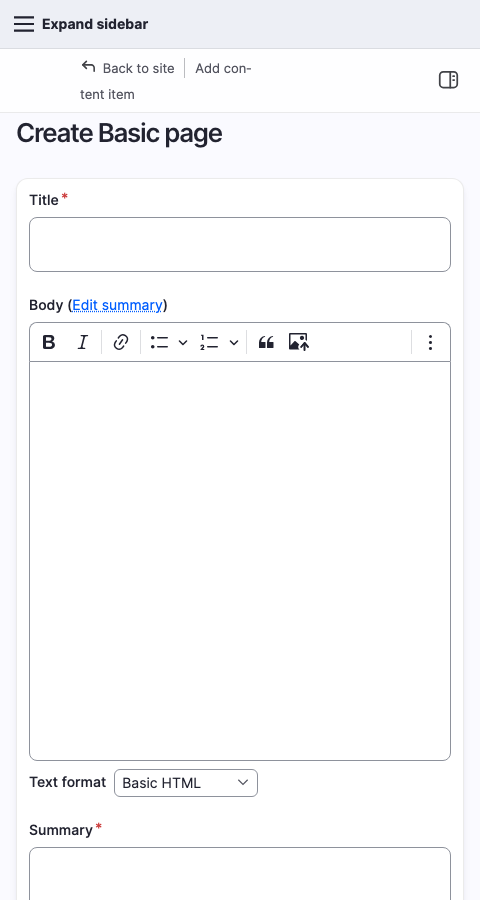 Expand sidebar
Back to site Add con-
tent item
Create Basic page
Title *
Body (Edit summary)
B I
Text format Basic HTML
Summary *